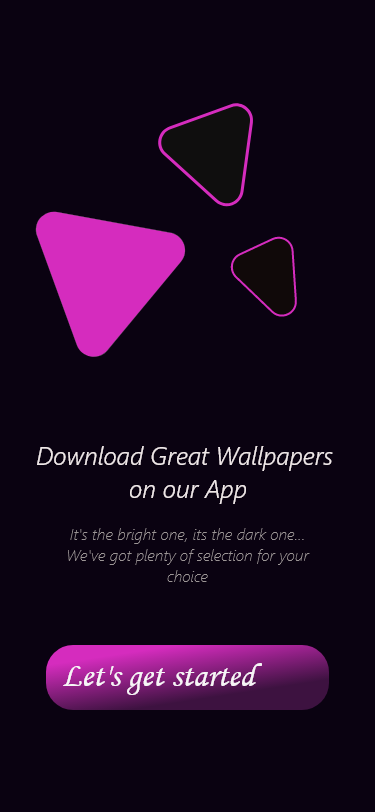 Download Great Wallpapers
on our App
It's the bright one, its the dark one...
We've got plenty of selection for your
choice
Let's get started